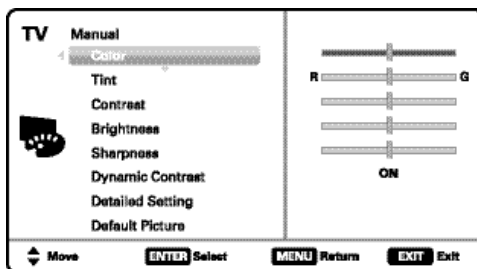 TV Manual
Color
Tint R G
Contrast
Brightness
Sharpness
Dynamic Contrast ON
Detailed Setting
Default Picture
Move ENTER Select MENU Return EXIT Exit